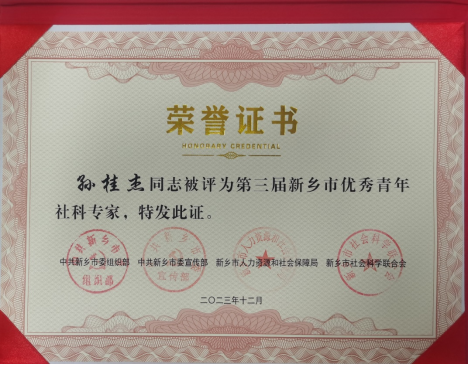 荣誉证书
HONORARY CREDENTIAL
孙桂杰同志被评为第三届新乡市优秀青年
社科专家，特发此证。
中共新乡市委组织部 中共新乡市委宣传部 新乡市人力资源和社会保障局 新乡市社会科学联合会
二〇二三年十二月